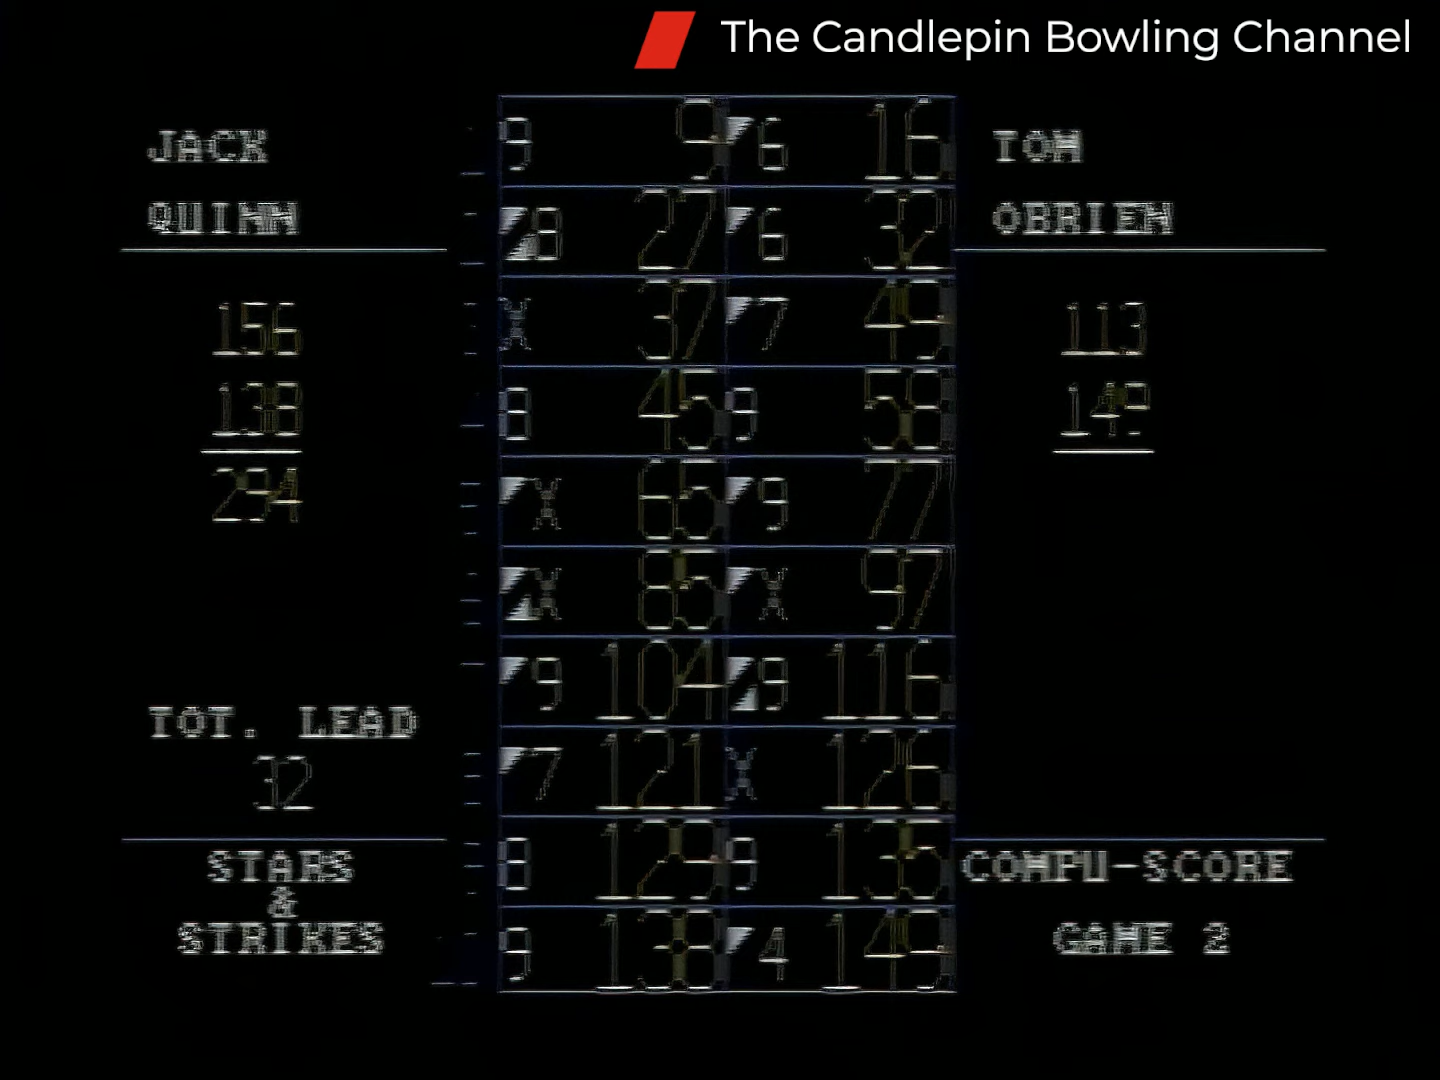 The Candlepin Bowling Channel
JACK
QUINN
156
138
294
TOT. LEAD
32
STARS
&
STRIKES
9 9 6 16
8 27 6 32
X 37 7 49
8 45 9 58
X 65 9 77
X 85 X 97
9 104 9 116
7 121 X 126
8 129 9 135
9 138 4 149
TOM
OBRIEN
113
COMPU-SCORE
GAME 2